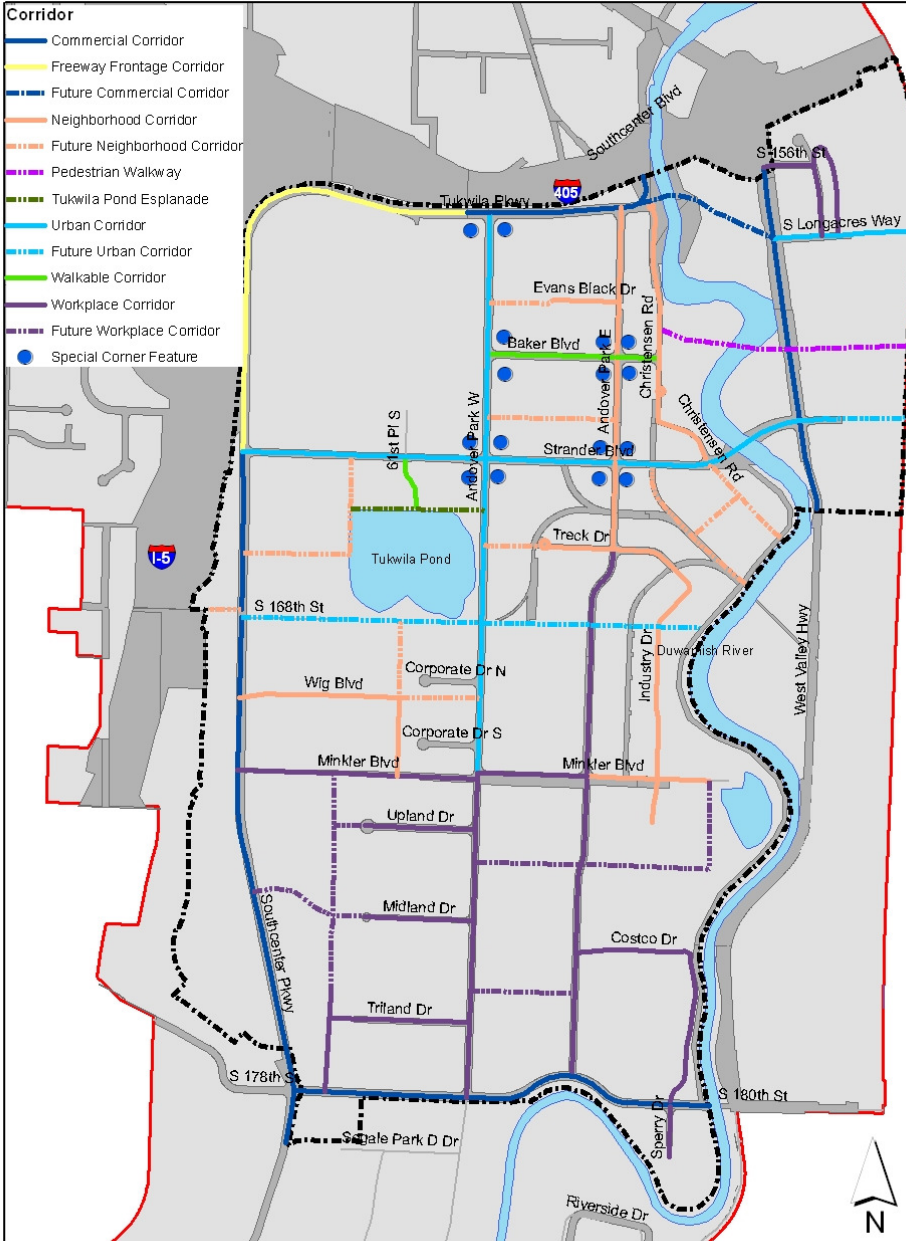 Corridor
Commercial Corridor
Freeway Frontage Corridor
Future Commercial Corridor
Neighborhood Corridor
Future Neighborhood Corridor
Pedestrian Walkway
Tukwila Pond Esplanade
Urban Corridor
Future Urban Corridor
Walkable Corridor
Workplace Corridor
Future Workplace Corridor
Special Corner Feature
Southcenter Blvd
S 156th St
405
Tukwila Pkwy
S Longacres Way
Evans Black Dr
Christensen Rd
Andover Park E
Baker Blvd
Andover Park W
61st Pl S
Christensen Rd
Strander Blvd
Treck Dr
Tukwila Pond
I-5
S 168th St
West Valley Hwy
Duwamish River
Industry Dr
Corporate Dr N
Wig Blvd
Corporate Dr S
Minkler Blvd
Minkler Blvd
Upland Dr
Midland Dr
Southcenter Pkwy
Costco Dr
Triland Dr
S 178th St
S 180th St
Sperry Dr
Segale Park D Dr
Riverside Dr
N